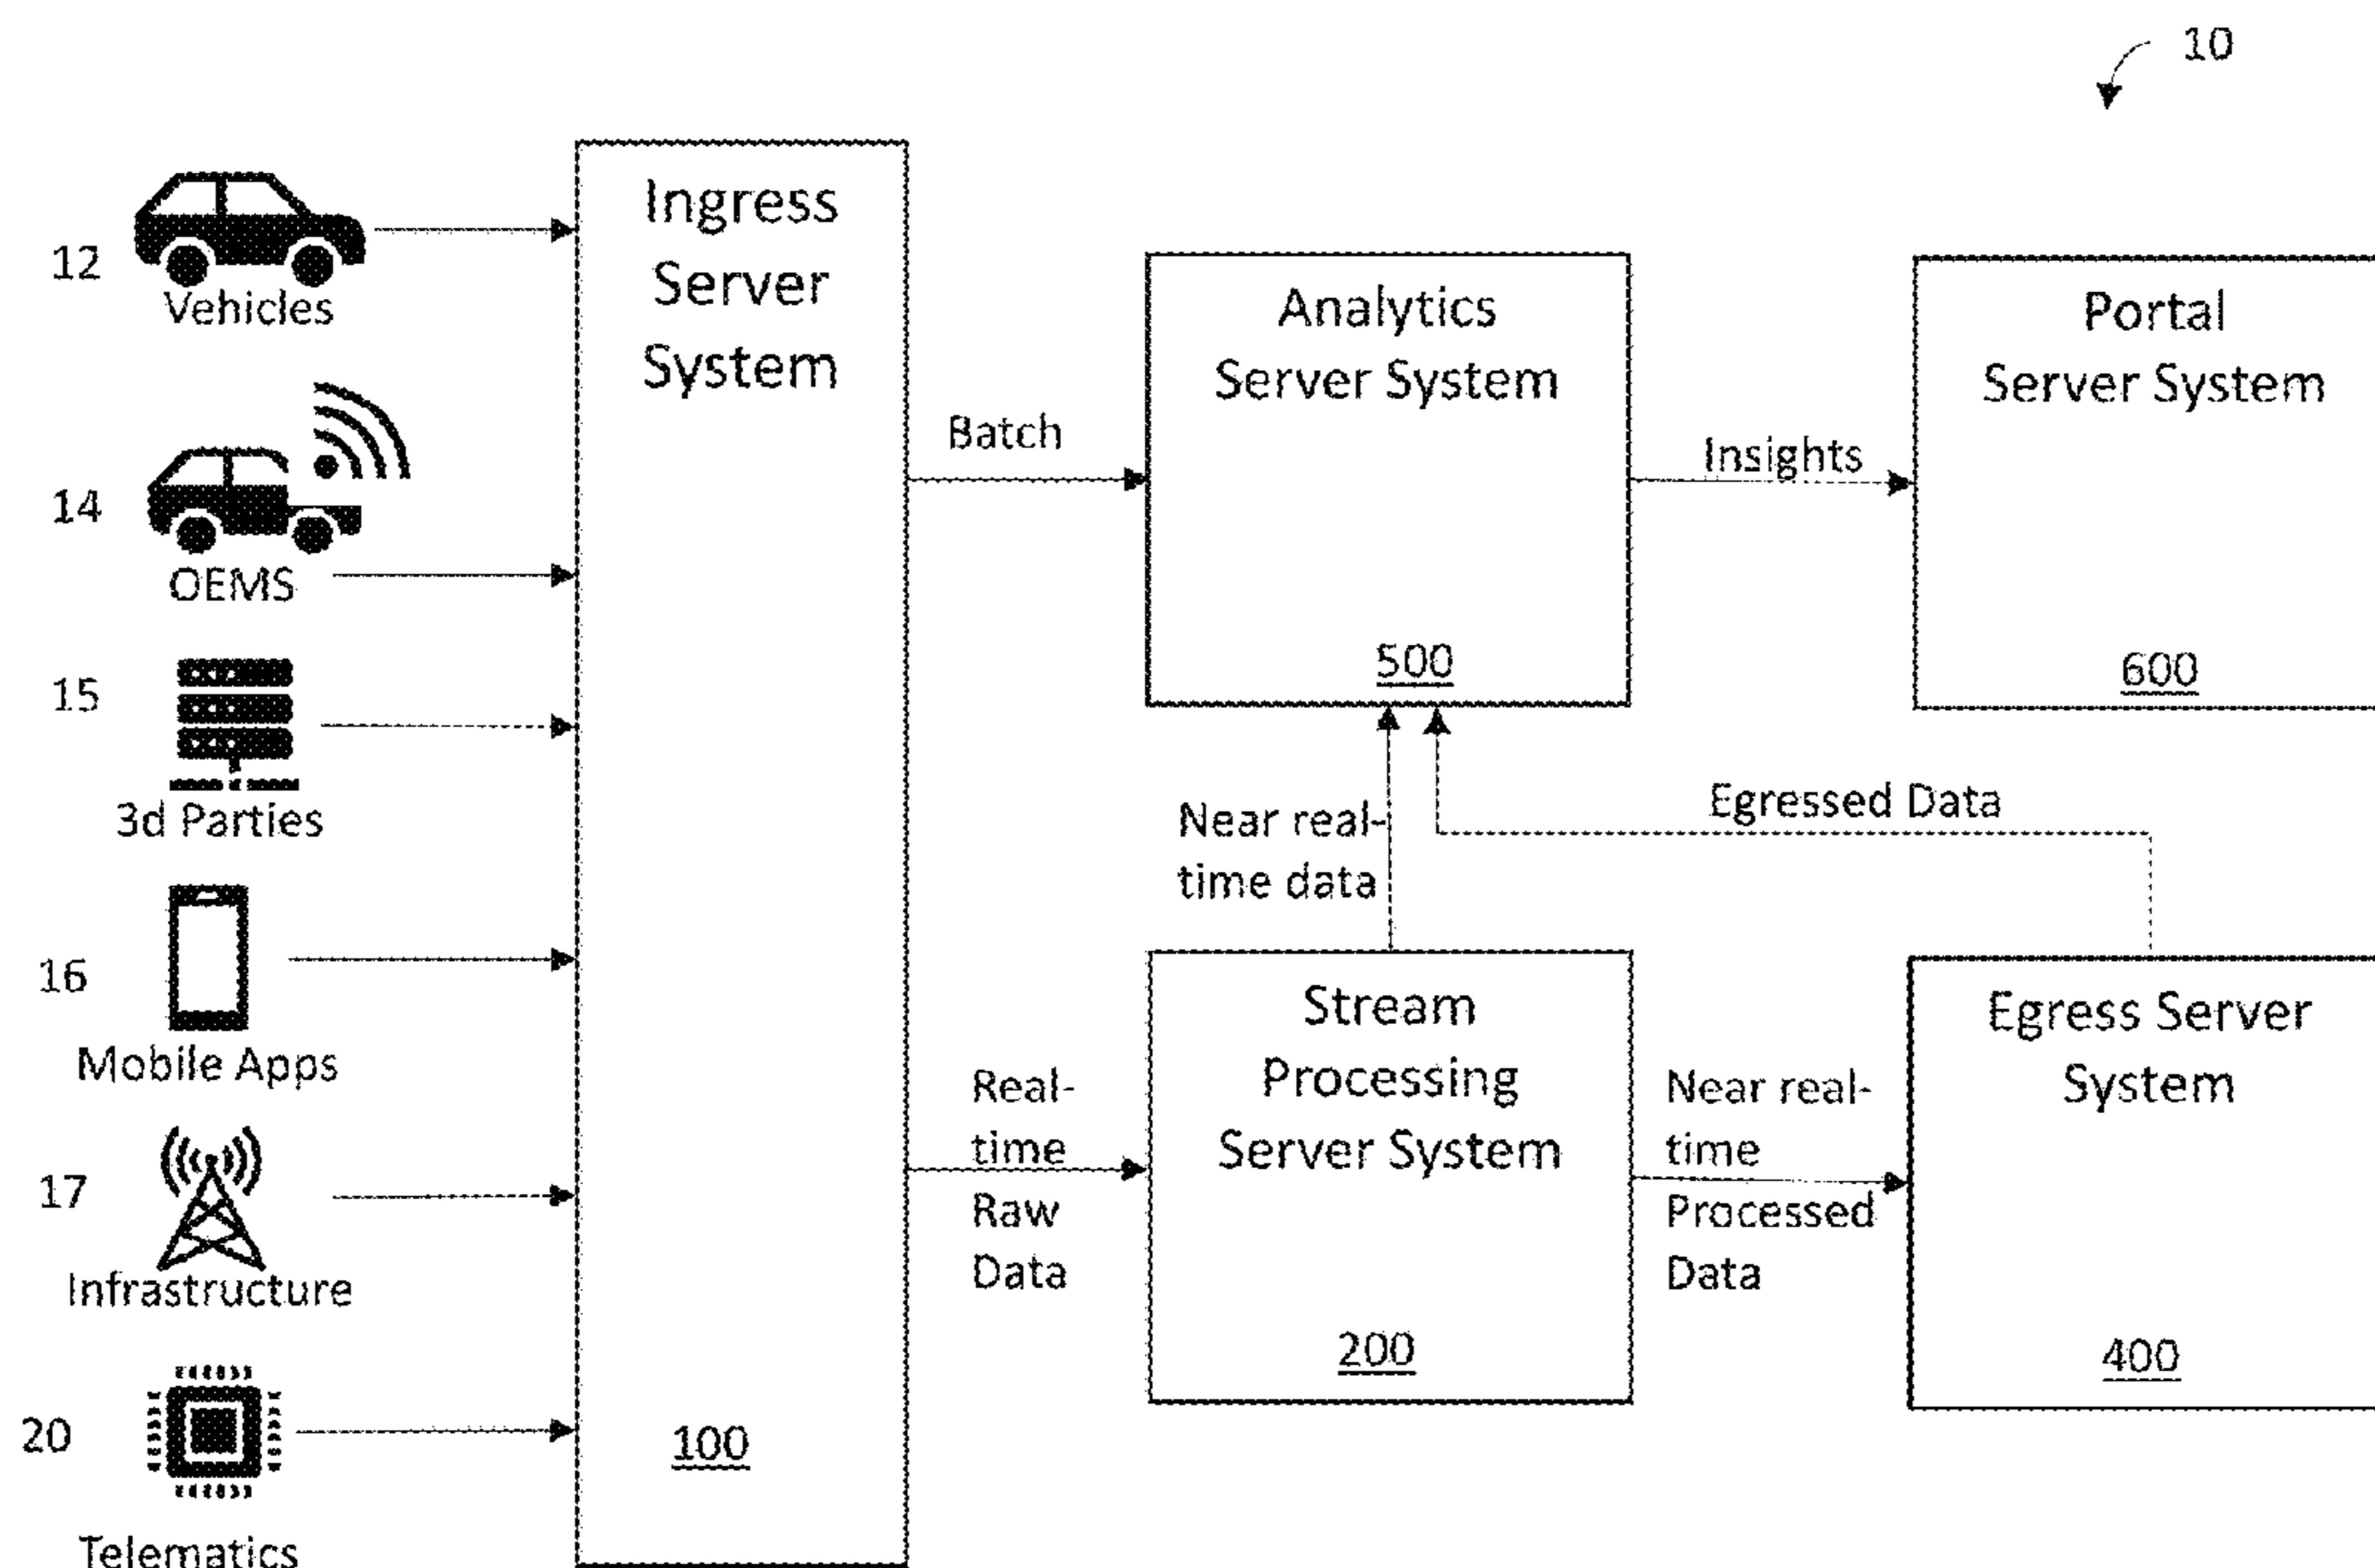 10
12
Vehicles
14
OEMS
15
3d Parties
16
Mobile Apps
17
Infrastructure
20
Telematics
Ingress
Server
System
100
Batch
Analytics
Server System
500
Insights
Portal
Server System
600
Near real-
time data
Egressed Data
Real-
time
Raw
Data
Stream
Processing
Server System
200
Near real-
time
Processed
Data
Egress Server
System
400